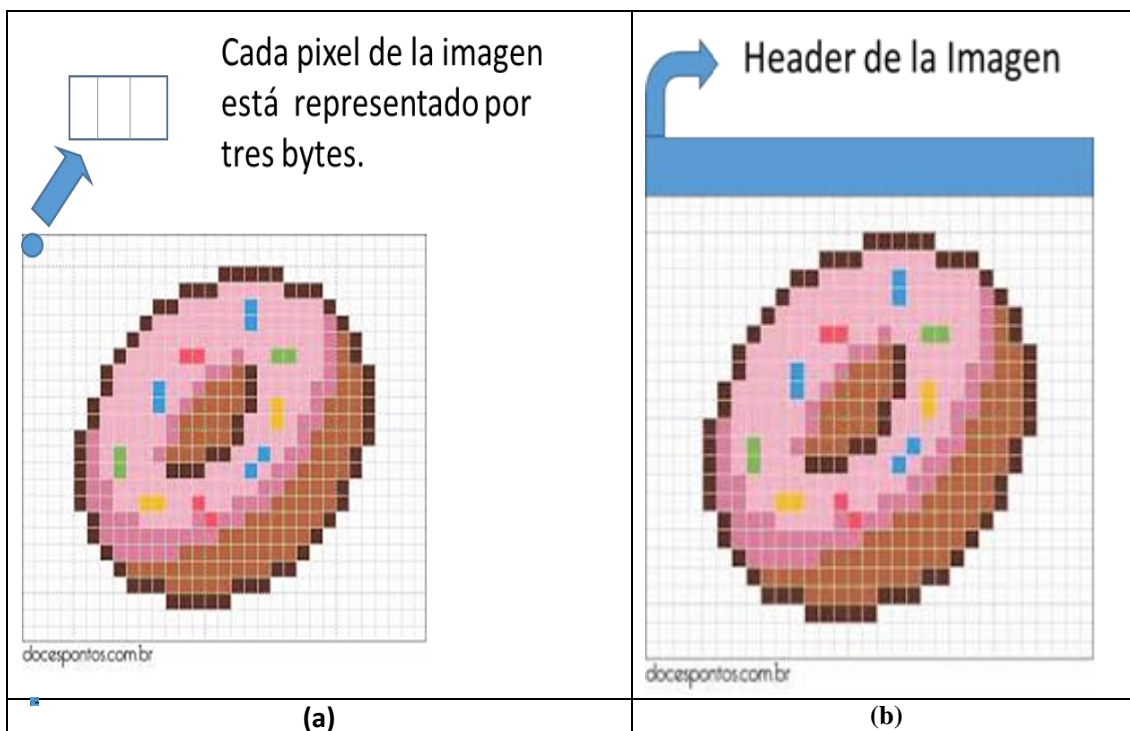 Cada pixel de la imagen
está representado por
tres bytes.
docespontos.com.br
(a)
Header de la Imagen
docespontos.com.br
(b)